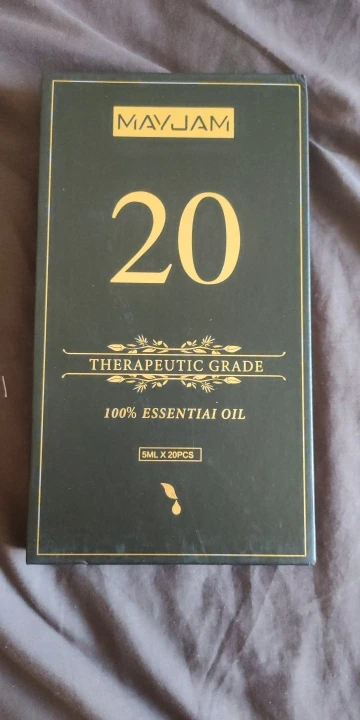 MAYJAM
20
THERAPEUTIC GRADE
100% ESSENTIAI OIL
5ML X 20PCS